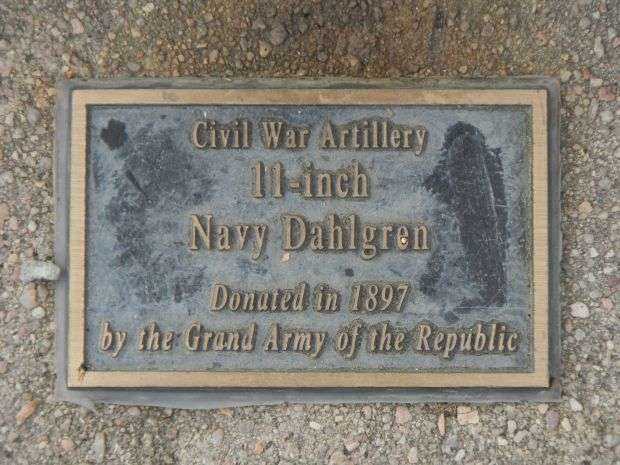 Civil War Artillery
11-inch
Navy Dahlgren
Donated in 1897
by the Grand Army of the Republic